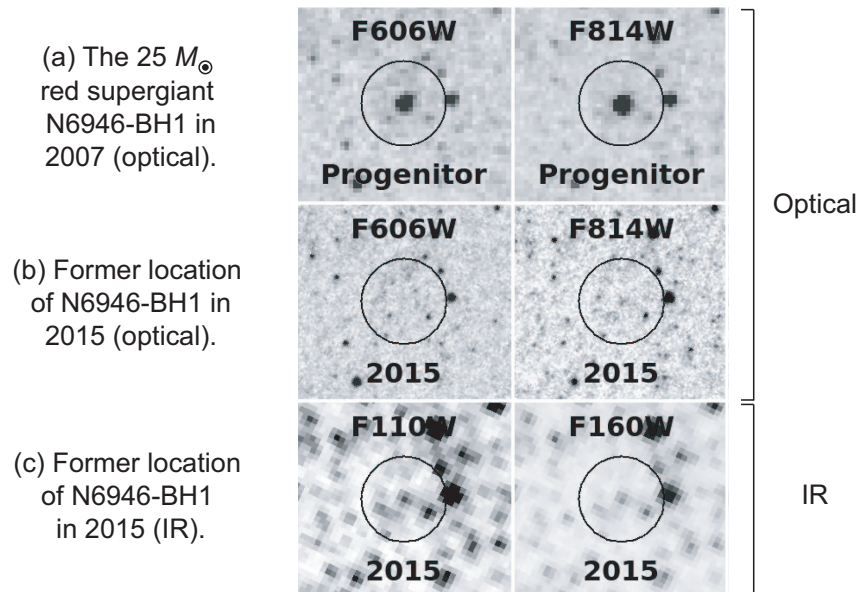 (a) The 25 M☉
red supergiant
N6946-BH1 in
2007 (optical).
F606W
F814W
Progenitor
Progenitor
Optical
(b) Former location
of N6946-BH1 in
2015 (optical).
F606W
F814W
2015
2015
(c) Former location
of N6946-BH1
in 2015 (IR).
F110W
F160W
2015
2015
IR